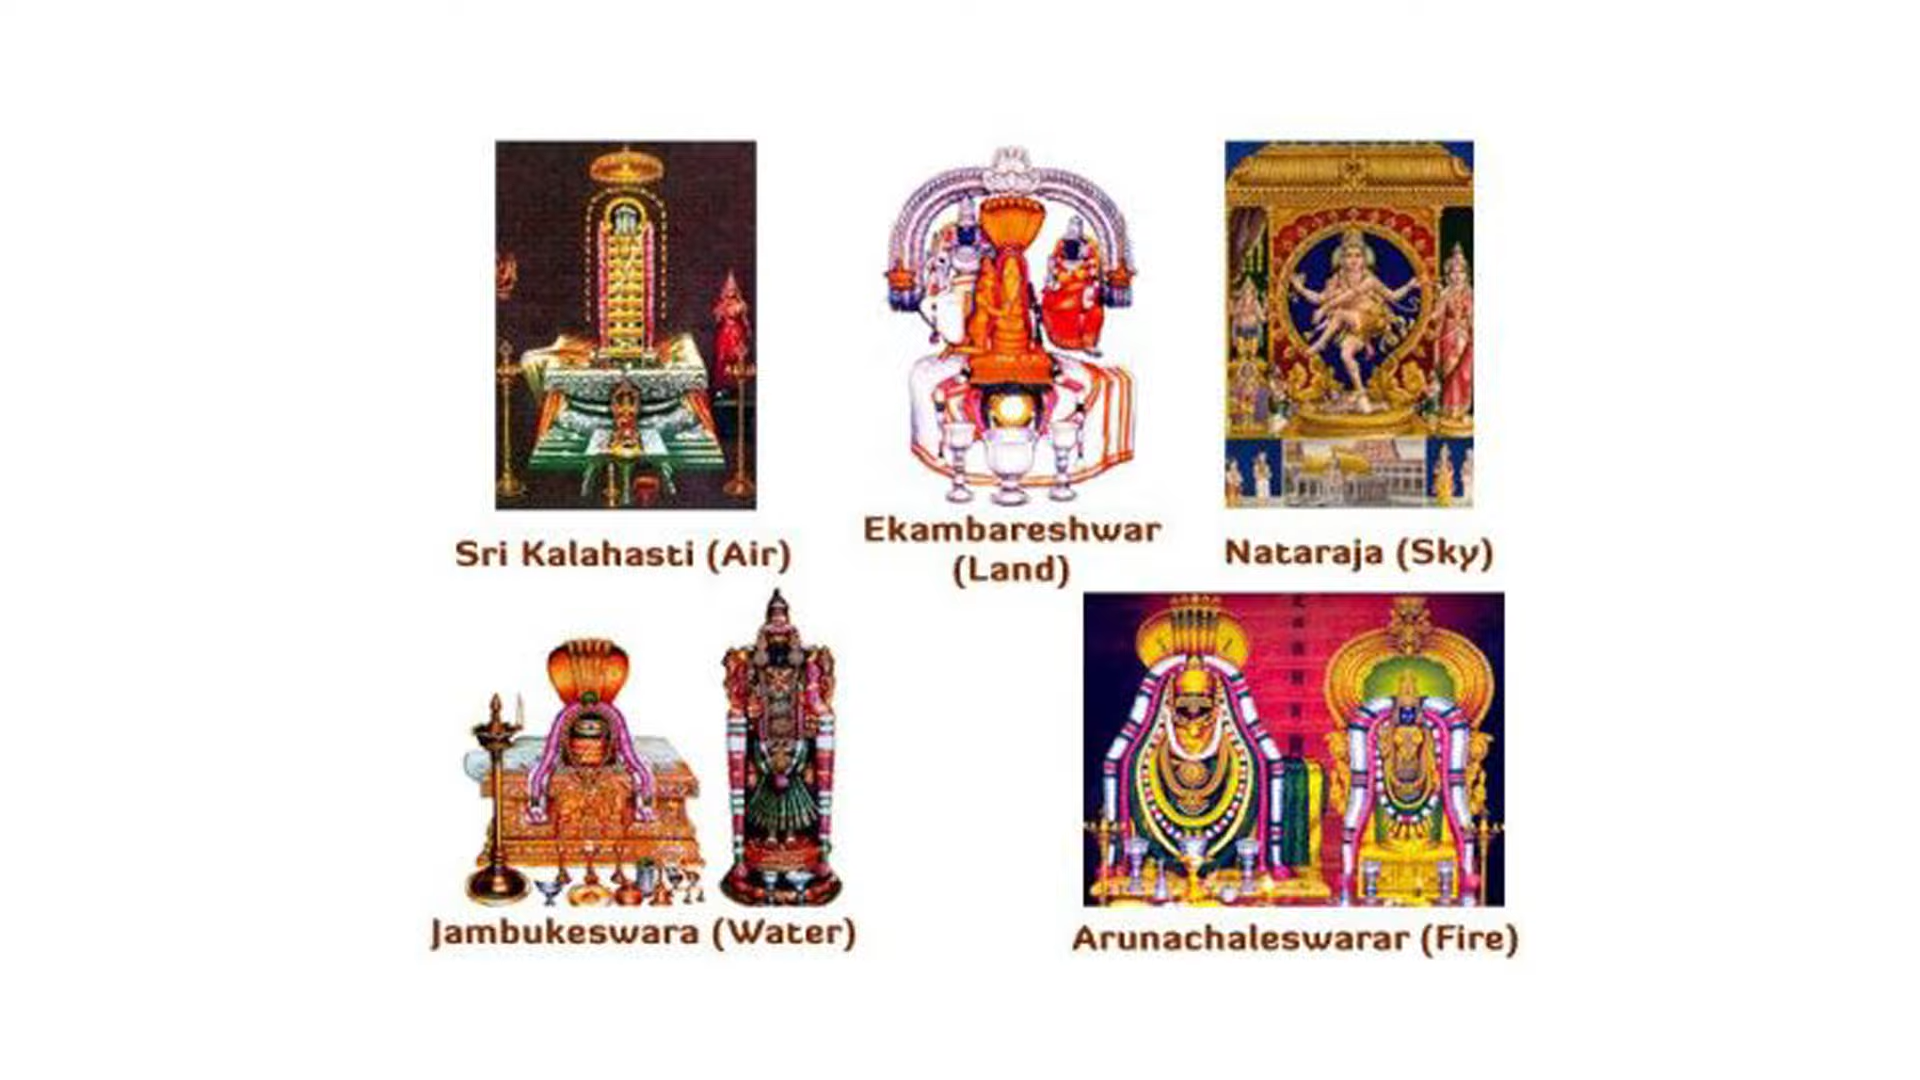 Sri Kalahasti (Air)
Ekambareshwar
(Land)
Nataraja (Sky)
Jambukeswara (Water)
Arunachaleswarar (Fire)